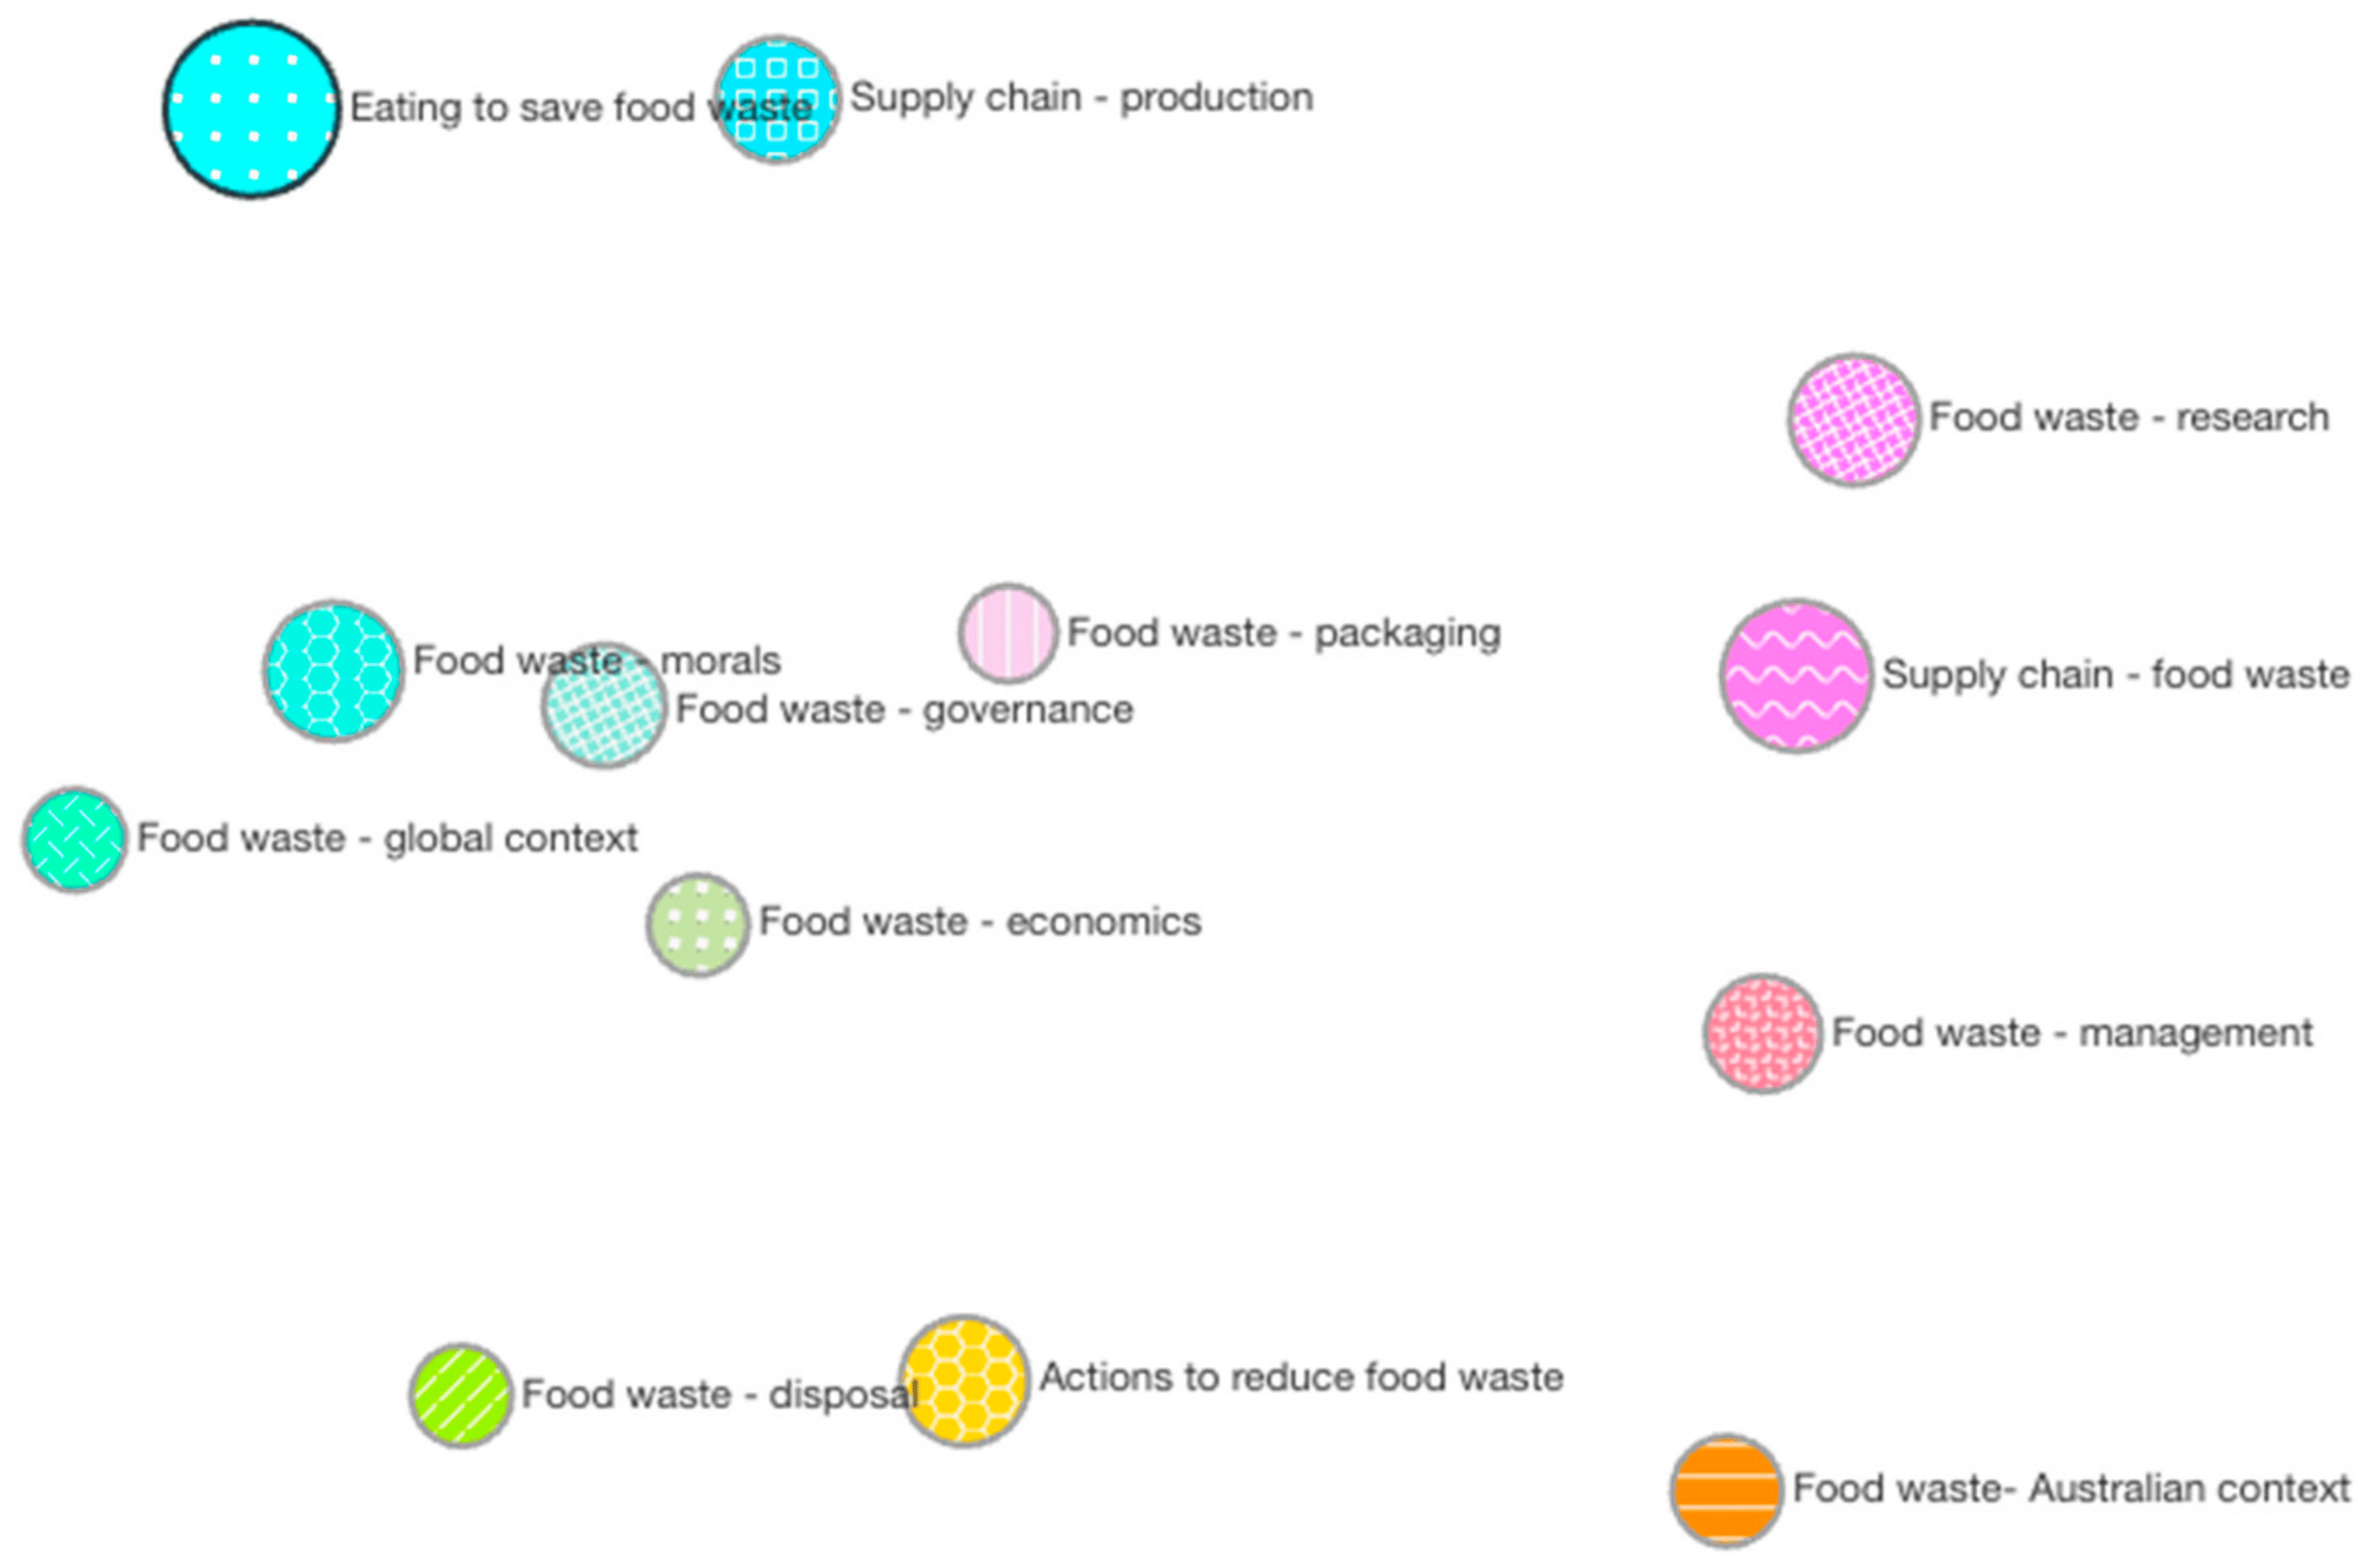 Eating to save food waste
Supply chain - production
Food waste - research
Food waste - packaging
Food waste - morals
Supply chain - food waste
Food waste - governance
Food waste - global context
Food waste - economics
Food waste - management
Actions to reduce food waste
Food waste - disposal
Food waste- Australian context